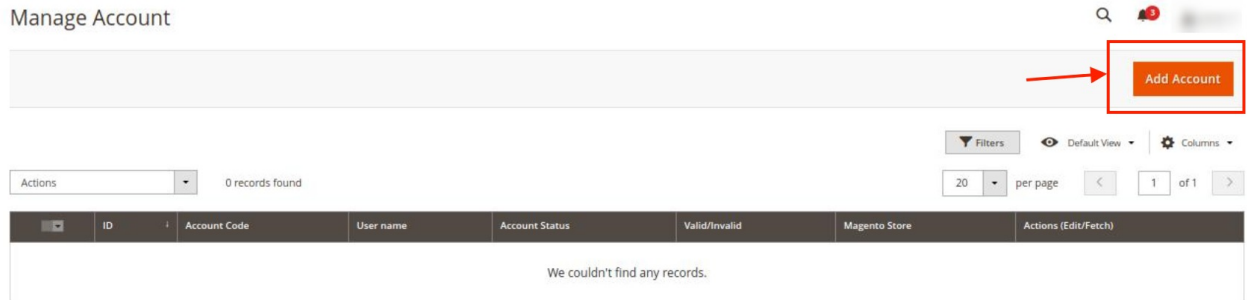 Manage Account
3
Add Account
Filters Default View Columns
Actions 0 records found 20 per page 1 of 1
ID Account Code User name Account Status Valid/Invalid Magento Store Actions (Edit/Fetch)
We couldn't find any records.